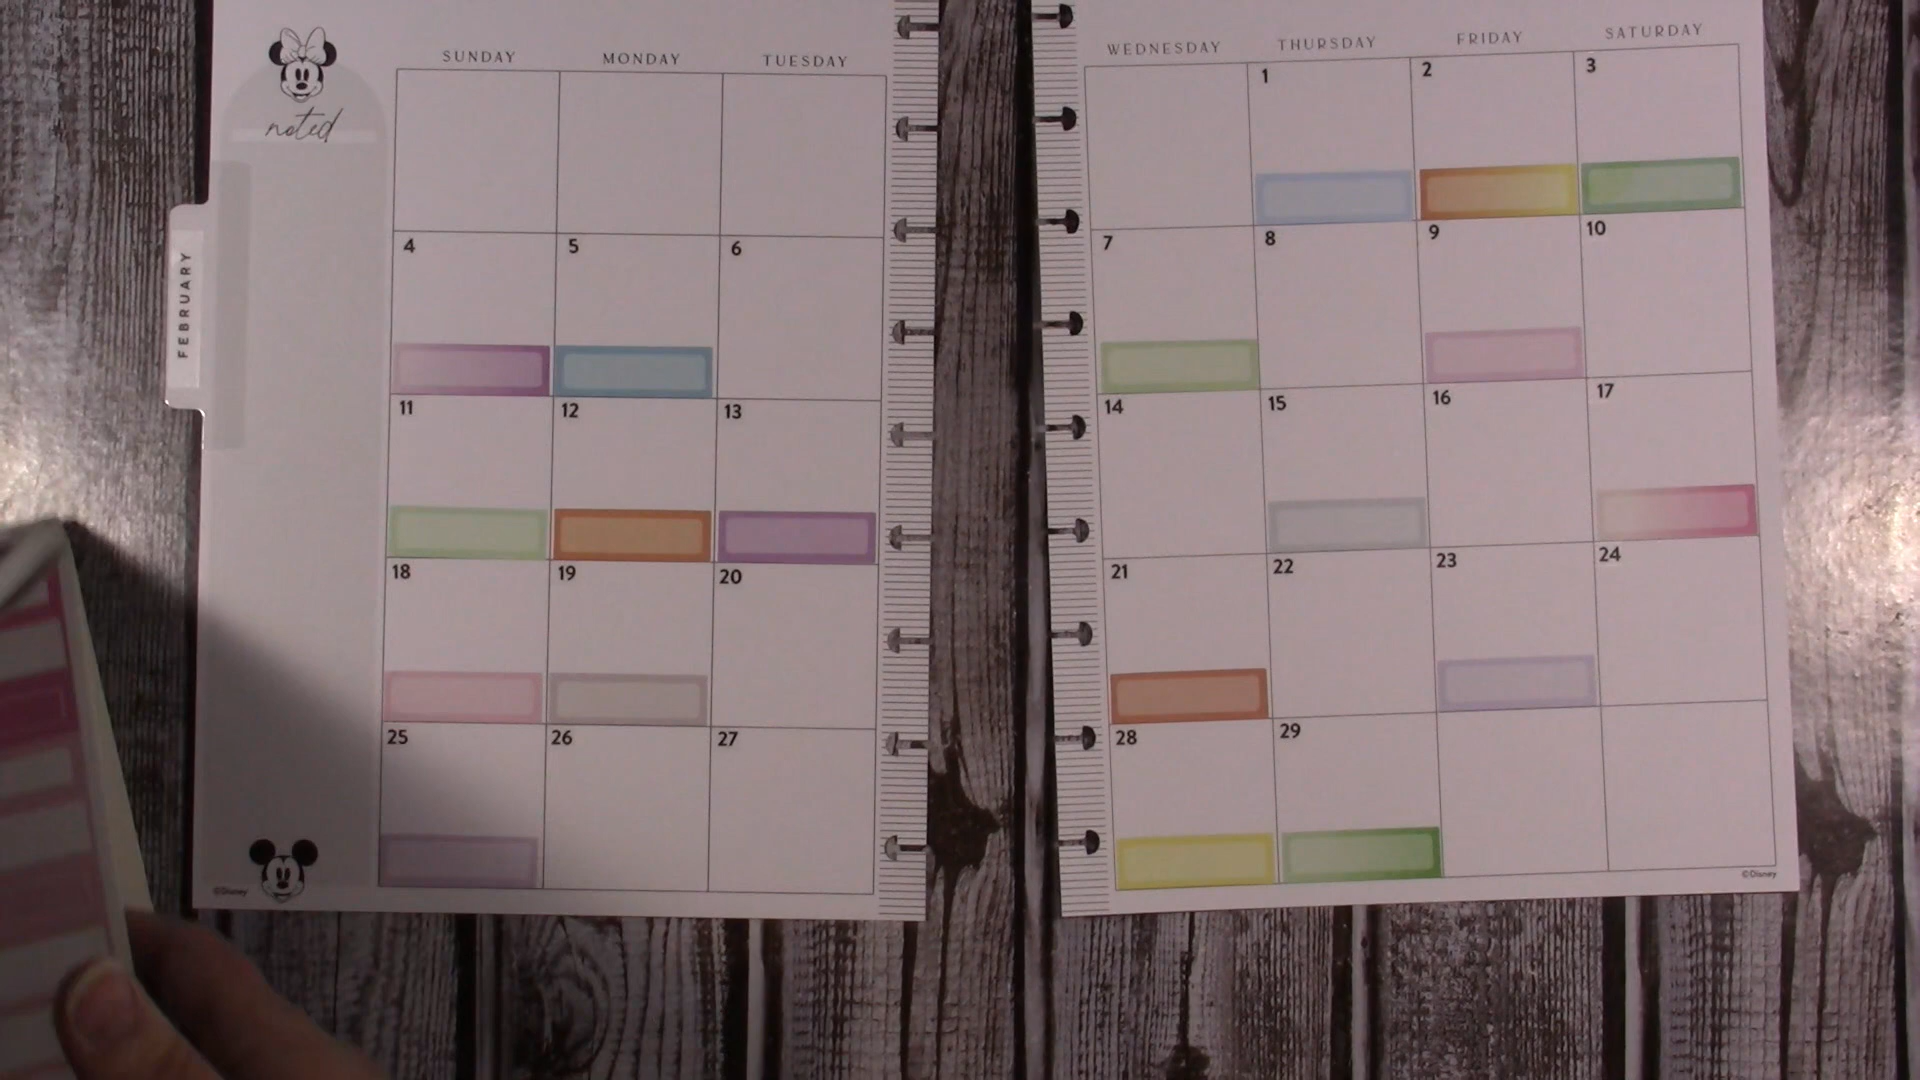 noted
FEBRUARY
SUNDAY MONDAY TUESDAY WEDNESDAY THURSDAY FRIDAY SATURDAY
1 2 3
4 5 6 7 8 9 10
11 12 13 14 15 16 17
18 19 20 21 22 23 24
25 26 27 28 29
©Disney
©Disney